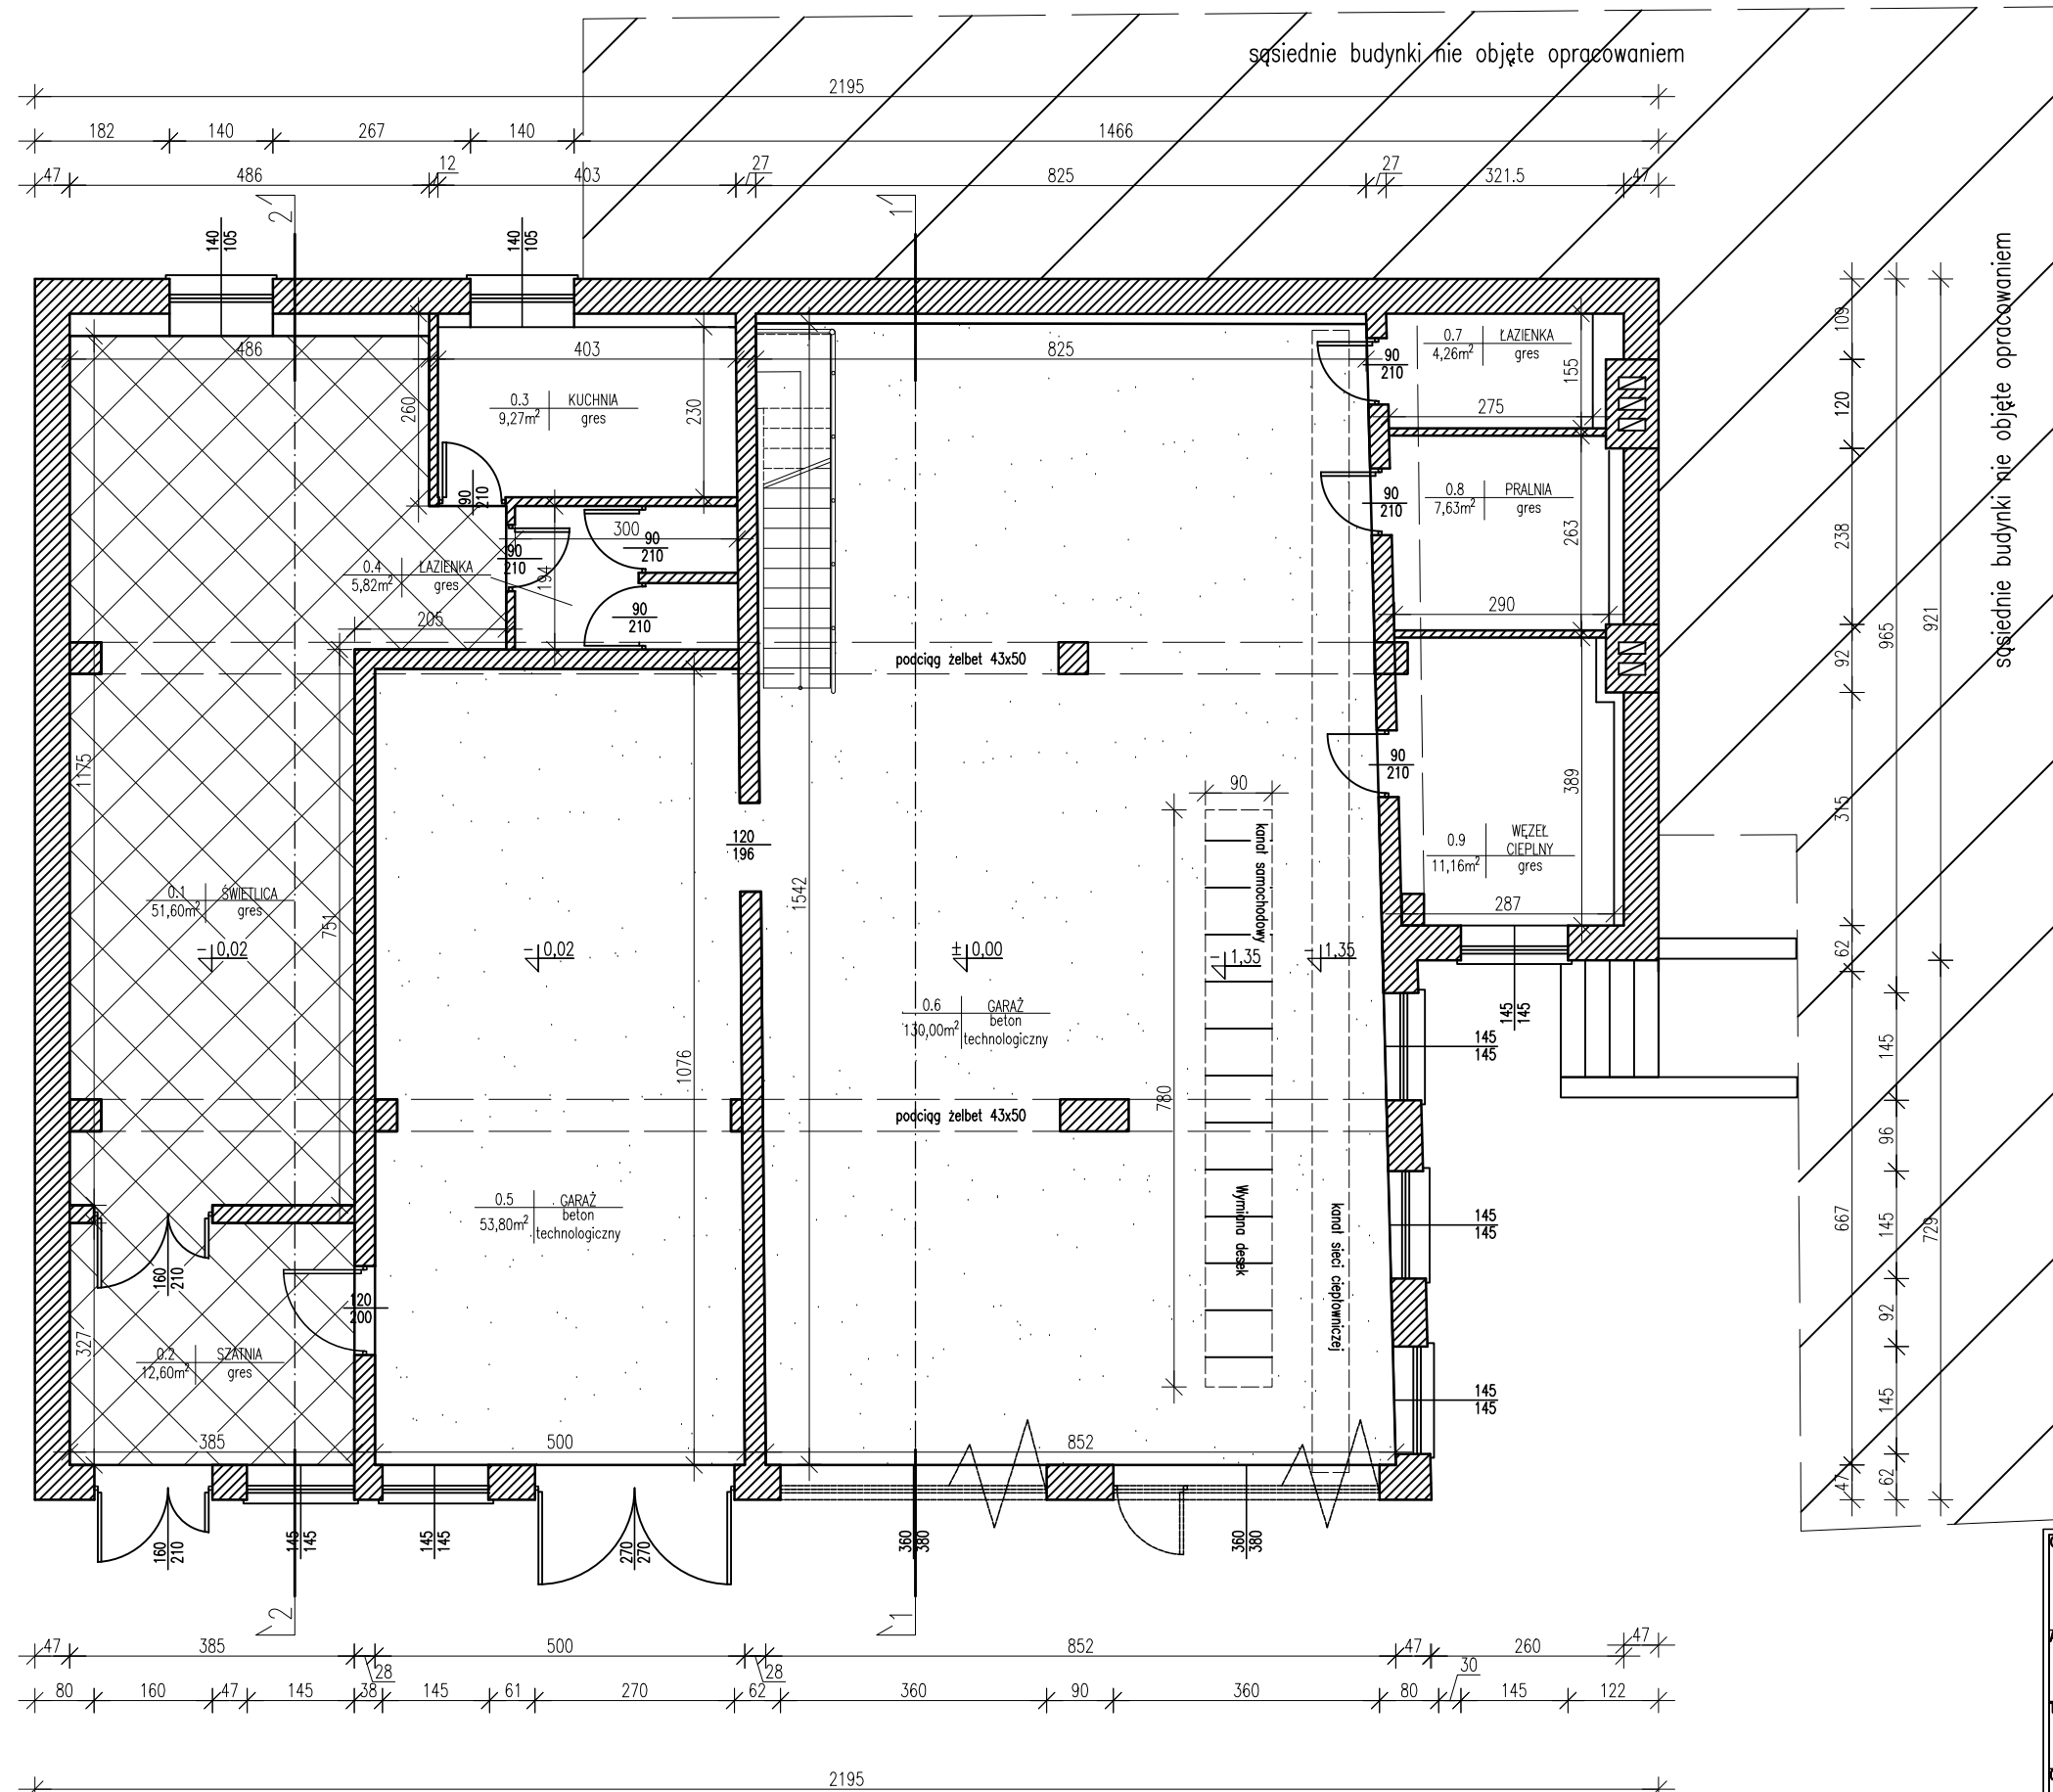 sąsiednie budynki nie objęte opracowaniem
2195
182 140 267 140 1466
47 486 12 403 27 825 27 321.5 47
2 1
140
105
140
105
sąsiednie budynki nie objęte opracowaniem
486 403 825
0.3 KUCHNIA
9,27m² gres
260
230
0.7 ŁAZIENKA
4,26m² gres
155
275
90
210
90
210
0.8 PRALNIA
7,63m² gres
263
290
90
210
300
90
210
90
210
90
210
194
0.4 ŁAZIENKA
5,82m² gres
205
podciąg żelbet 43x50
1175
751
1542
1076
120
196
90
780
kanał samochodowy
90
210
389
0.9 WĘZEŁ
CIEPLNY
11,16m² gres
287
0.1 ŚWIETLICA
51,60m² gres
-0,02
-0,02
±0,00
-1,35
-1,35
0.6 GARAŻ
130,00m² beton
technologiczny
podciąg żelbet 43x50
0.5 GARAŻ
53,80m² beton
technologiczny
Wymiana desek
kanał sieci ciepłowniczej
145
145
145
145
145
145
145
145
160
210
120
200
327
0.2 SZATNIA
12,60m² gres
385 500 852
160
210
145
145
145
145
270
270
360
380
360
380
2 1
109
120
238
92
315
62
667
47
965
145
96
145
92
145
62
921
729
47 385 28 500 28 852 47 260 47
80 160 47 145 38 145 61 270 62 360 90 360 80 30 145 122
2195